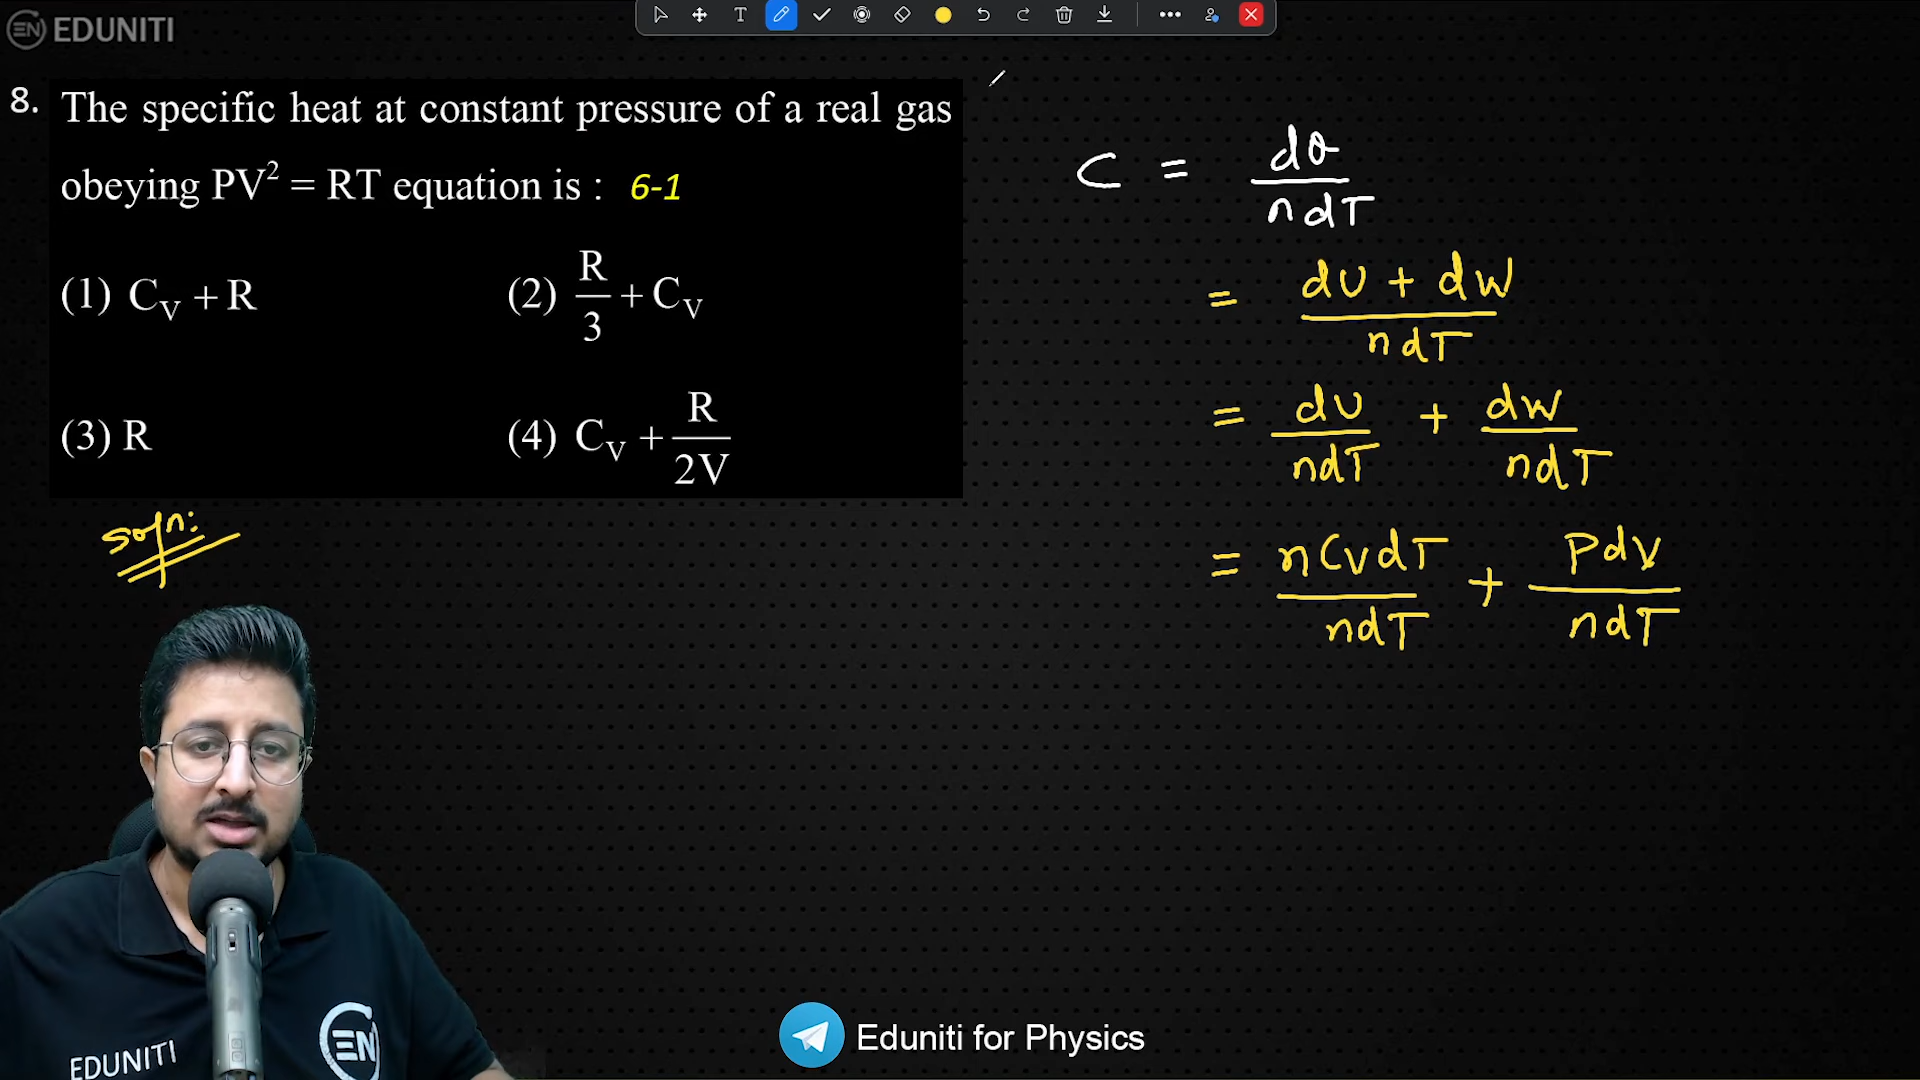 EN EDUNITI
8. The specific heat at constant pressure of a real gas
obeying PV² = RT equation is : 6-1
(1) C_V + R
(2) R/3 + C_V
(3) R
(4) C_V + R/2V
Soln:
C = dQ/ndT
= dU + dW/ndT
= dU/ndT + dW/ndT
= nCvdT/ndT + PdV/ndT
EDUNITI
EN
Eduniti for Physics